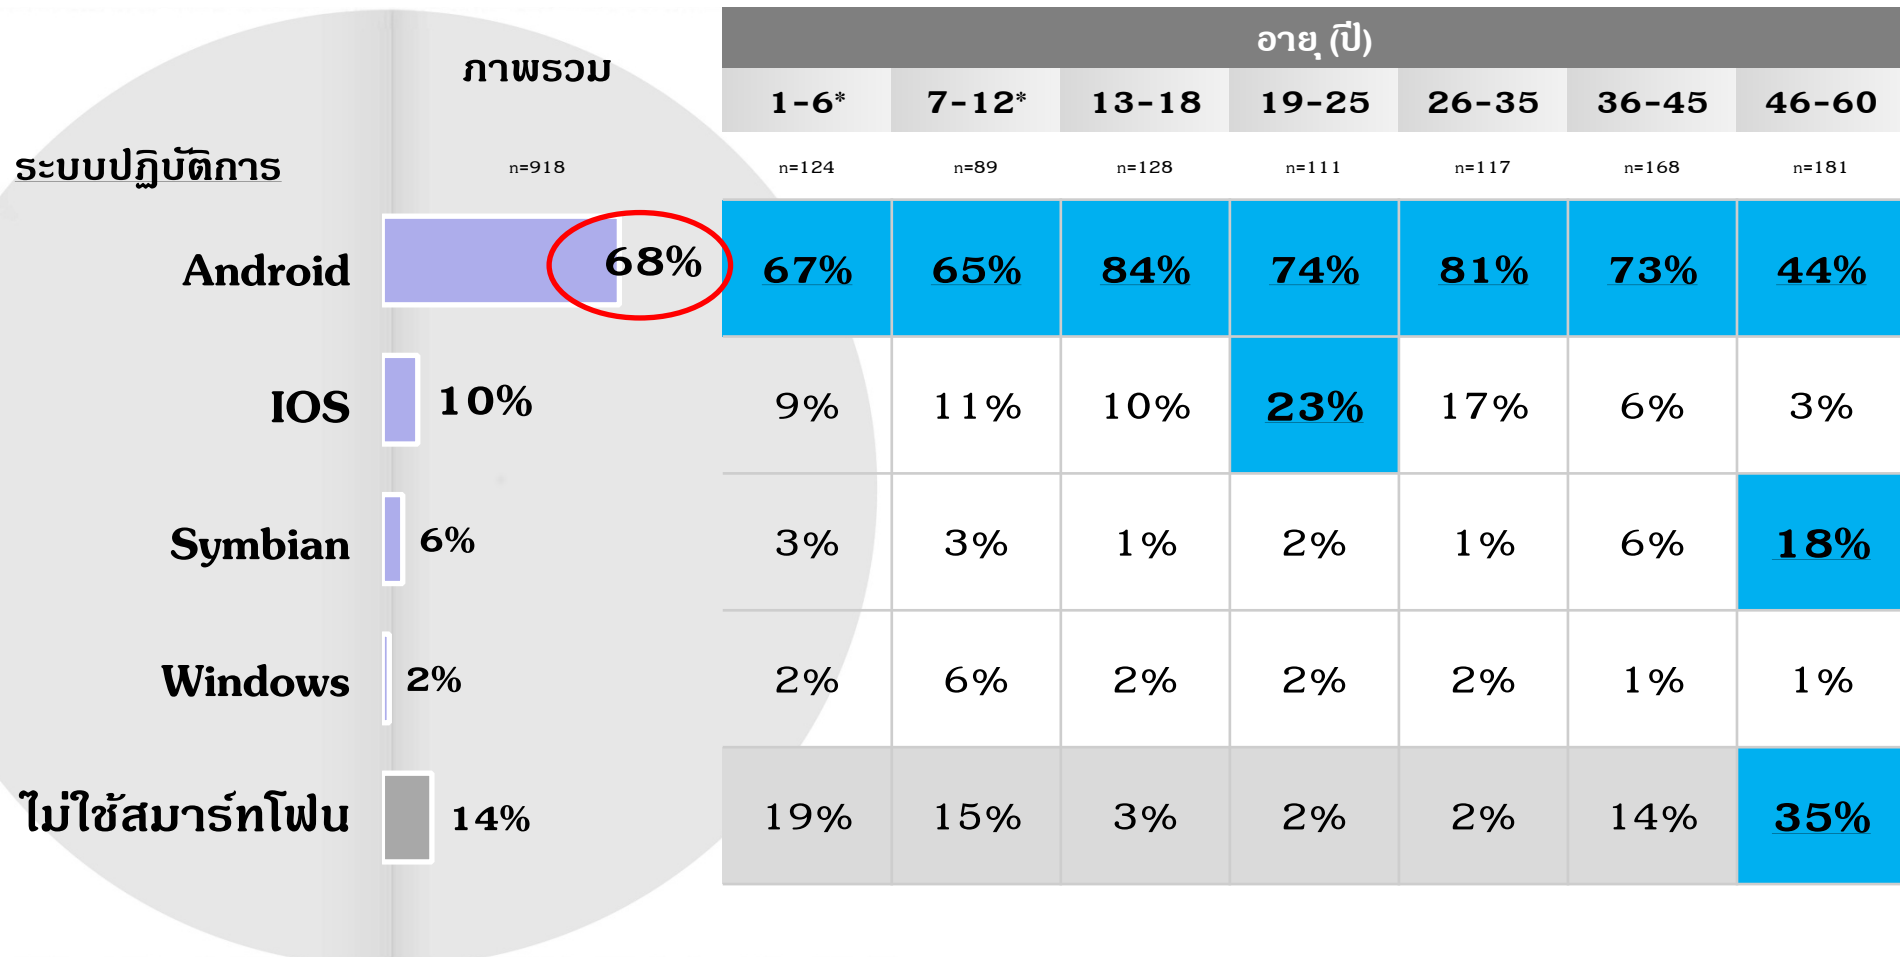 อายุ (ปี)
ภาพรวม
1-6* 7-12* 13-18 19-25 26-35 36-45 46-60
ระบบปฏิบัติการ n=918 n=124 n=89 n=128 n=111 n=117 n=168 n=181
Android 68% 67% 65% 84% 74% 81% 73% 44%
IOS 10% 9% 11% 10% 23% 17% 6% 3%
Symbian 6% 3% 3% 1% 2% 1% 6% 18%
Windows 2% 2% 6% 2% 2% 2% 1% 1%
ไม่ใช้สมาร์ทโฟน 14% 19% 15% 3% 2% 2% 14% 35%